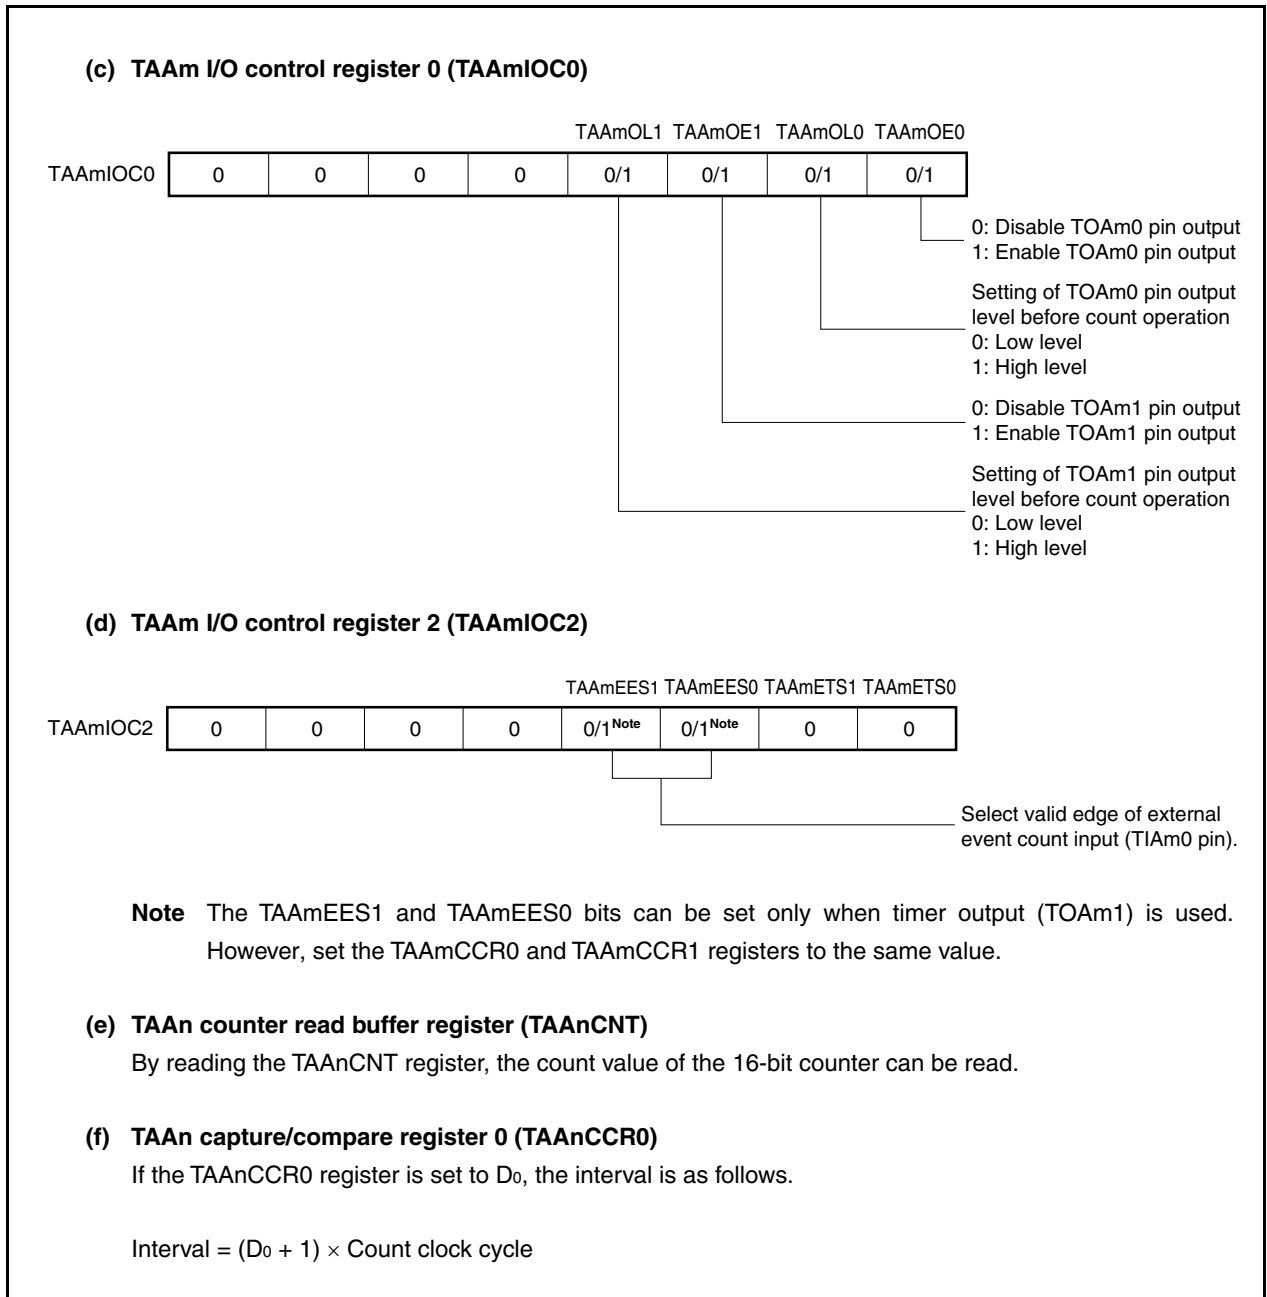 (c) TAAm I/O control register 0 (TAAmIOC0)
TAAmOL1 TAAmOE1 TAAmOL0 TAAmOE0
TAAmIOC0 0 0 0 0 0/1 0/1 0/1 0/1
0: Disable TOAm0 pin output
1: Enable TOAm0 pin output
Setting of TOAm0 pin output
level before count operation
0: Low level
1: High level
0: Disable TOAm1 pin output
1: Enable TOAm1 pin output
Setting of TOAm1 pin output
level before count operation
0: Low level
1: High level
(d) TAAm I/O control register 2 (TAAmIOC2)
TAAmEES1 TAAmEES0 TAAmETS1 TAAmETS0
TAAmIOC2 0 0 0 0 0/1Note 0/1Note 0 0
Select valid edge of external
event count input (TIAm0 pin).
Note The TAAmEES1 and TAAmEES0 bits can be set only when timer output (TOAm1) is used.
However, set the TAAmCCR0 and TAAmCCR1 registers to the same value.
(e) TAAn counter read buffer register (TAAnCNT)
By reading the TAAnCNT register, the count value of the 16-bit counter can be read.
(f) TAAn capture/compare register 0 (TAAnCCR0)
If the TAAnCCR0 register is set to D0, the interval is as follows.
Interval = (D0 + 1) × Count clock cycle